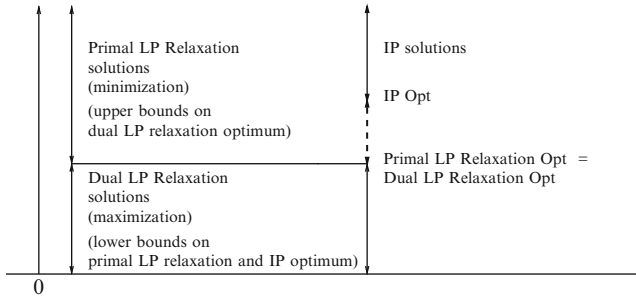 Primal LP Relaxation
solutions
(minimization)
(upper bounds on
dual LP relaxation optimum)
IP solutions
IP Opt
Primal LP Relaxation Opt =
Dual LP Relaxation Opt
Dual LP Relaxation
solutions
(maximization)
(lower bounds on
primal LP relaxation and IP optimum)
0